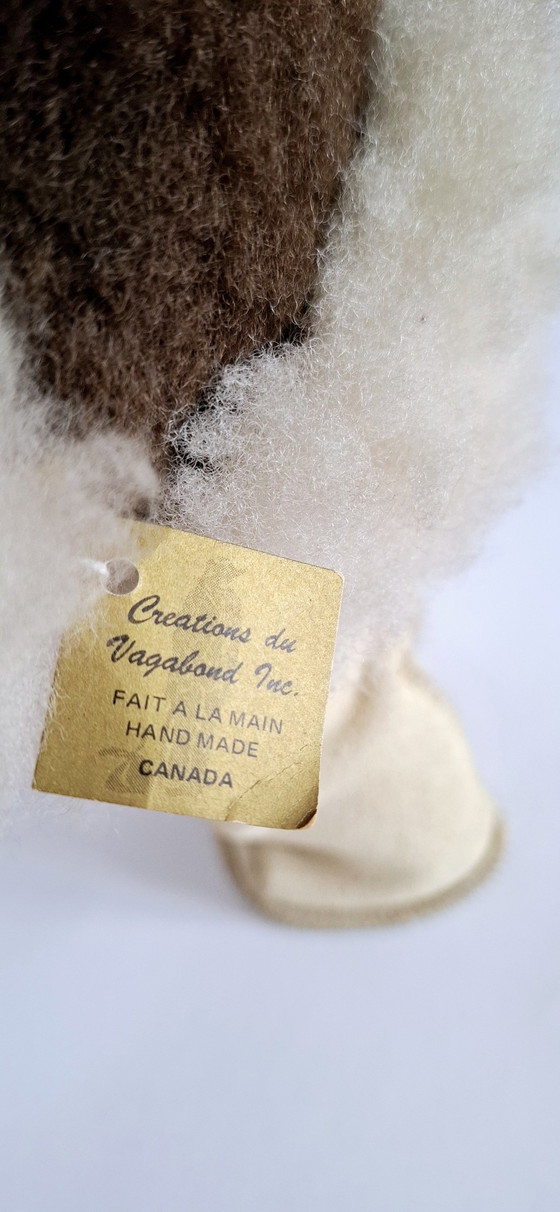 Creations du
Vagabond Inc.
FAIT A LA MAIN
HAND MADE
CANADA